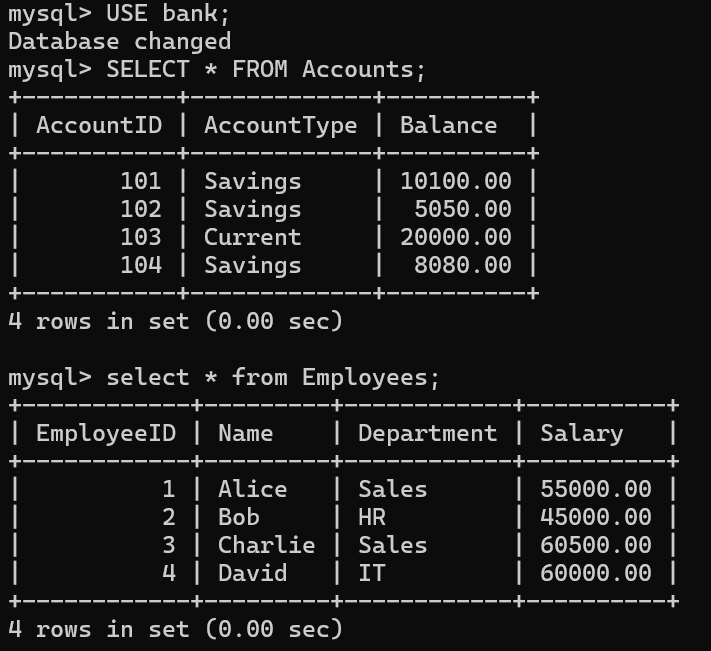 mysql> USE bank;
Database changed
mysql> SELECT * FROM Accounts;
+-----------+-------------+----------+
| AccountID | AccountType | Balance  |
+-----------+-------------+----------+
|       101 | Savings     | 10100.00 |
|       102 | Savings     |  5050.00 |
|       103 | Current     | 20000.00 |
|       104 | Savings     |  8080.00 |
+-----------+-------------+----------+
4 rows in set (0.00 sec)

mysql> select * from Employees;
+------------+---------+------------+----------+
| EmployeeID | Name    | Department | Salary   |
+------------+---------+------------+----------+
|          1 | Alice   | Sales      | 55000.00 |
|          2 | Bob     | HR         | 45000.00 |
|          3 | Charlie | Sales      | 60500.00 |
|          4 | David   | IT         | 60000.00 |
+------------+---------+------------+----------+
4 rows in set (0.00 sec)